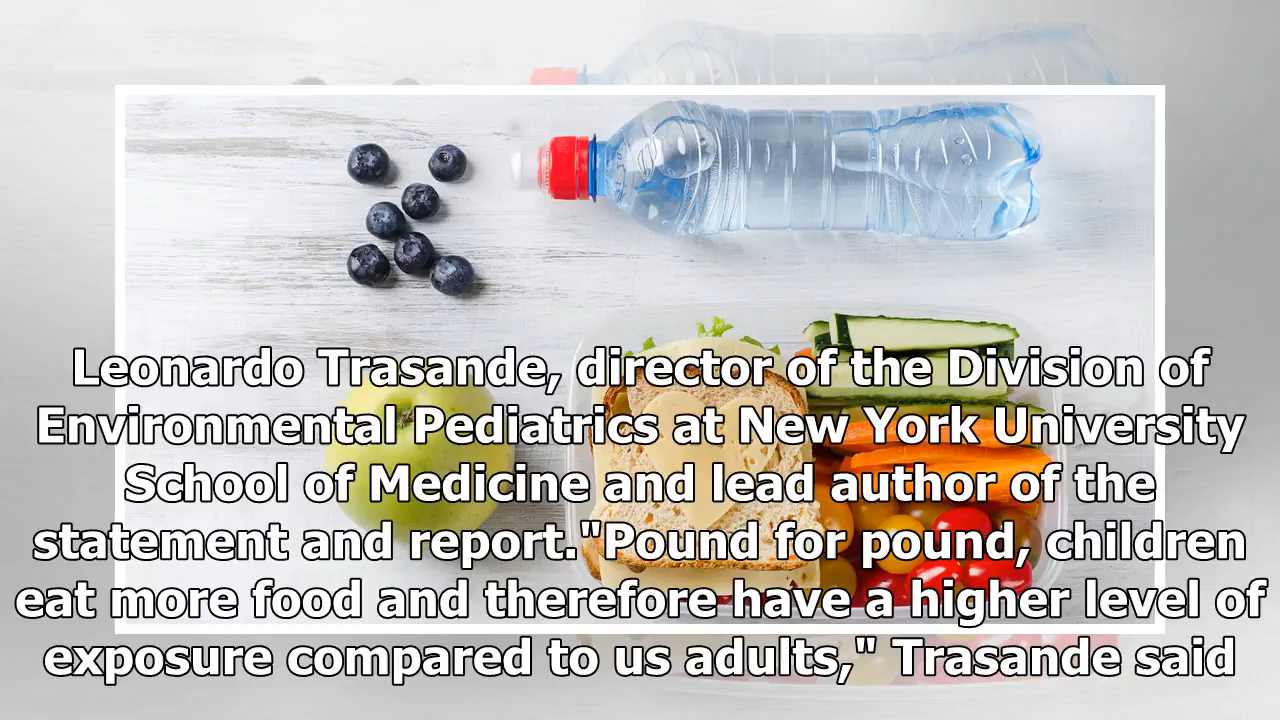 Leonardo Trasande, director of the Division of
Environmental Pediatrics at New York University
School of Medicine and lead author of the
statement and report."Pound for pound, children
eat more food and therefore have a higher level of
exposure compared to us adults," Trasande said